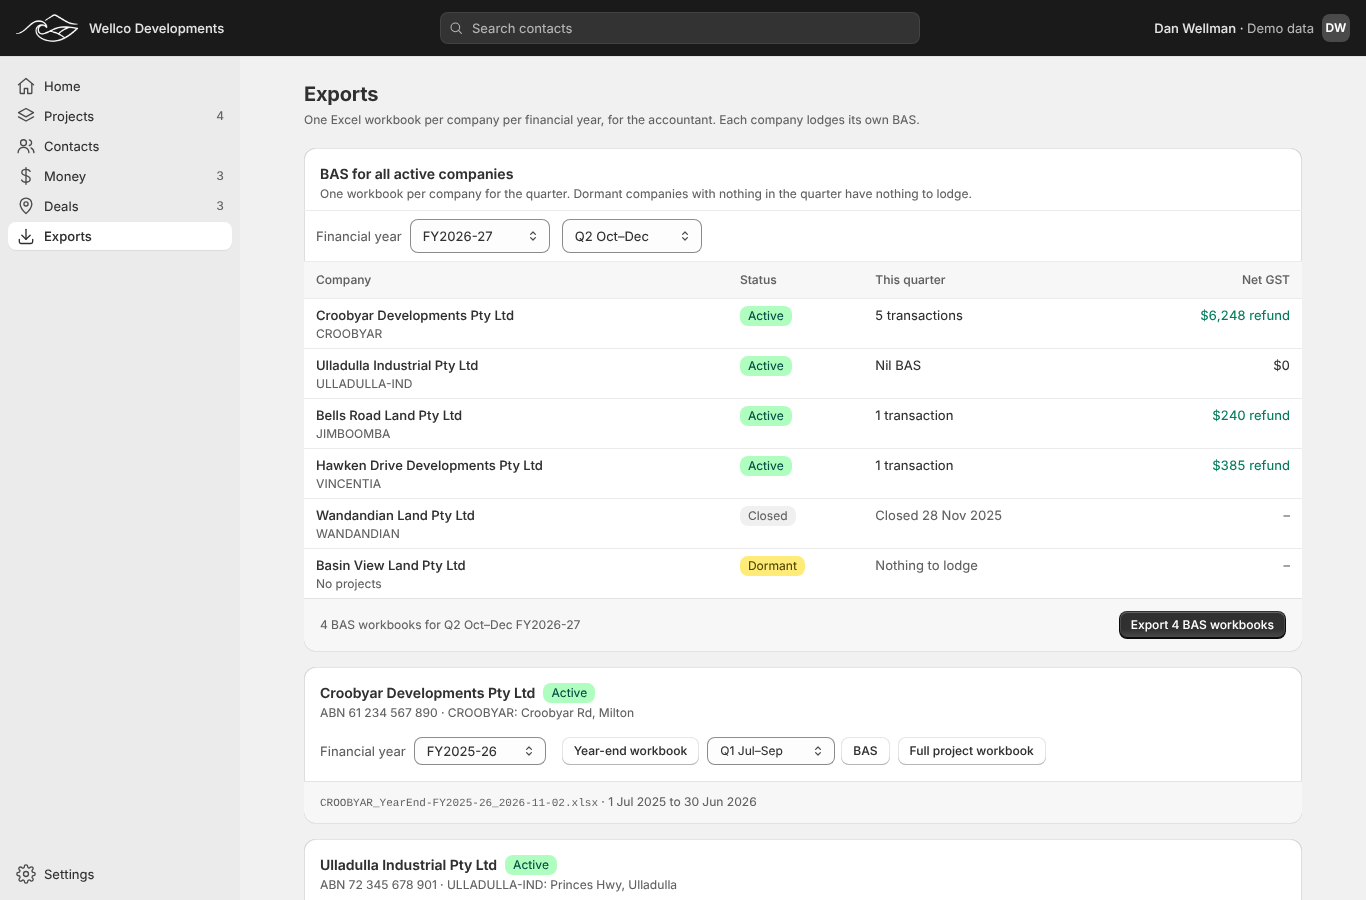 Wellco Developments
Search contacts
Dan Wellman · Demo data DW
Home
Projects 4
Contacts
Money 3
Deals 3
Exports
Settings
Exports
One Excel workbook per company per financial year, for the accountant. Each company lodges its own BAS.
BAS for all active companies
One workbook per company for the quarter. Dormant companies with nothing in the quarter have nothing to lodge.
Financial year FY2026-27 Q2 Oct–Dec
Company Status This quarter Net GST
Croobyar Developments Pty Ltd Active 5 transactions $6,248 refund
CROOBYAR
Ulladulla Industrial Pty Ltd Active Nil BAS $0
ULLADULLA-IND
Bells Road Land Pty Ltd Active 1 transaction $240 refund
JIMBOOMBA
Hawken Drive Developments Pty Ltd Active 1 transaction $385 refund
VINCENTIA
Wandandian Land Pty Ltd Closed Closed 28 Nov 2025 –
WANDANDIAN
Basin View Land Pty Ltd Dormant Nothing to lodge –
No projects
4 BAS workbooks for Q2 Oct–Dec FY2026-27 Export 4 BAS workbooks
Croobyar Developments Pty Ltd Active
ABN 61 234 567 890 · CROOBYAR: Croobyar Rd, Milton
Financial year FY2025-26 Year-end workbook Q1 Jul–Sep BAS Full project workbook
CROOBYAR_YearEnd-FY2025-26_2026-11-02.xlsx · 1 Jul 2025 to 30 Jun 2026
Ulladulla Industrial Pty Ltd Active
ABN 72 345 678 901 · ULLADULLA-IND: Princes Hwy, Ulladulla